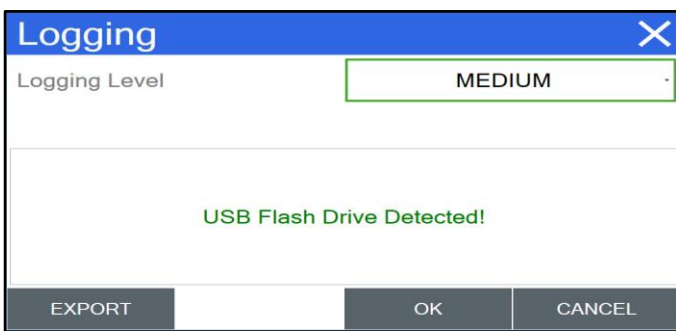 Logging
Logging Level MEDIUM
USB Flash Drive Detected!
EXPORT OK CANCEL